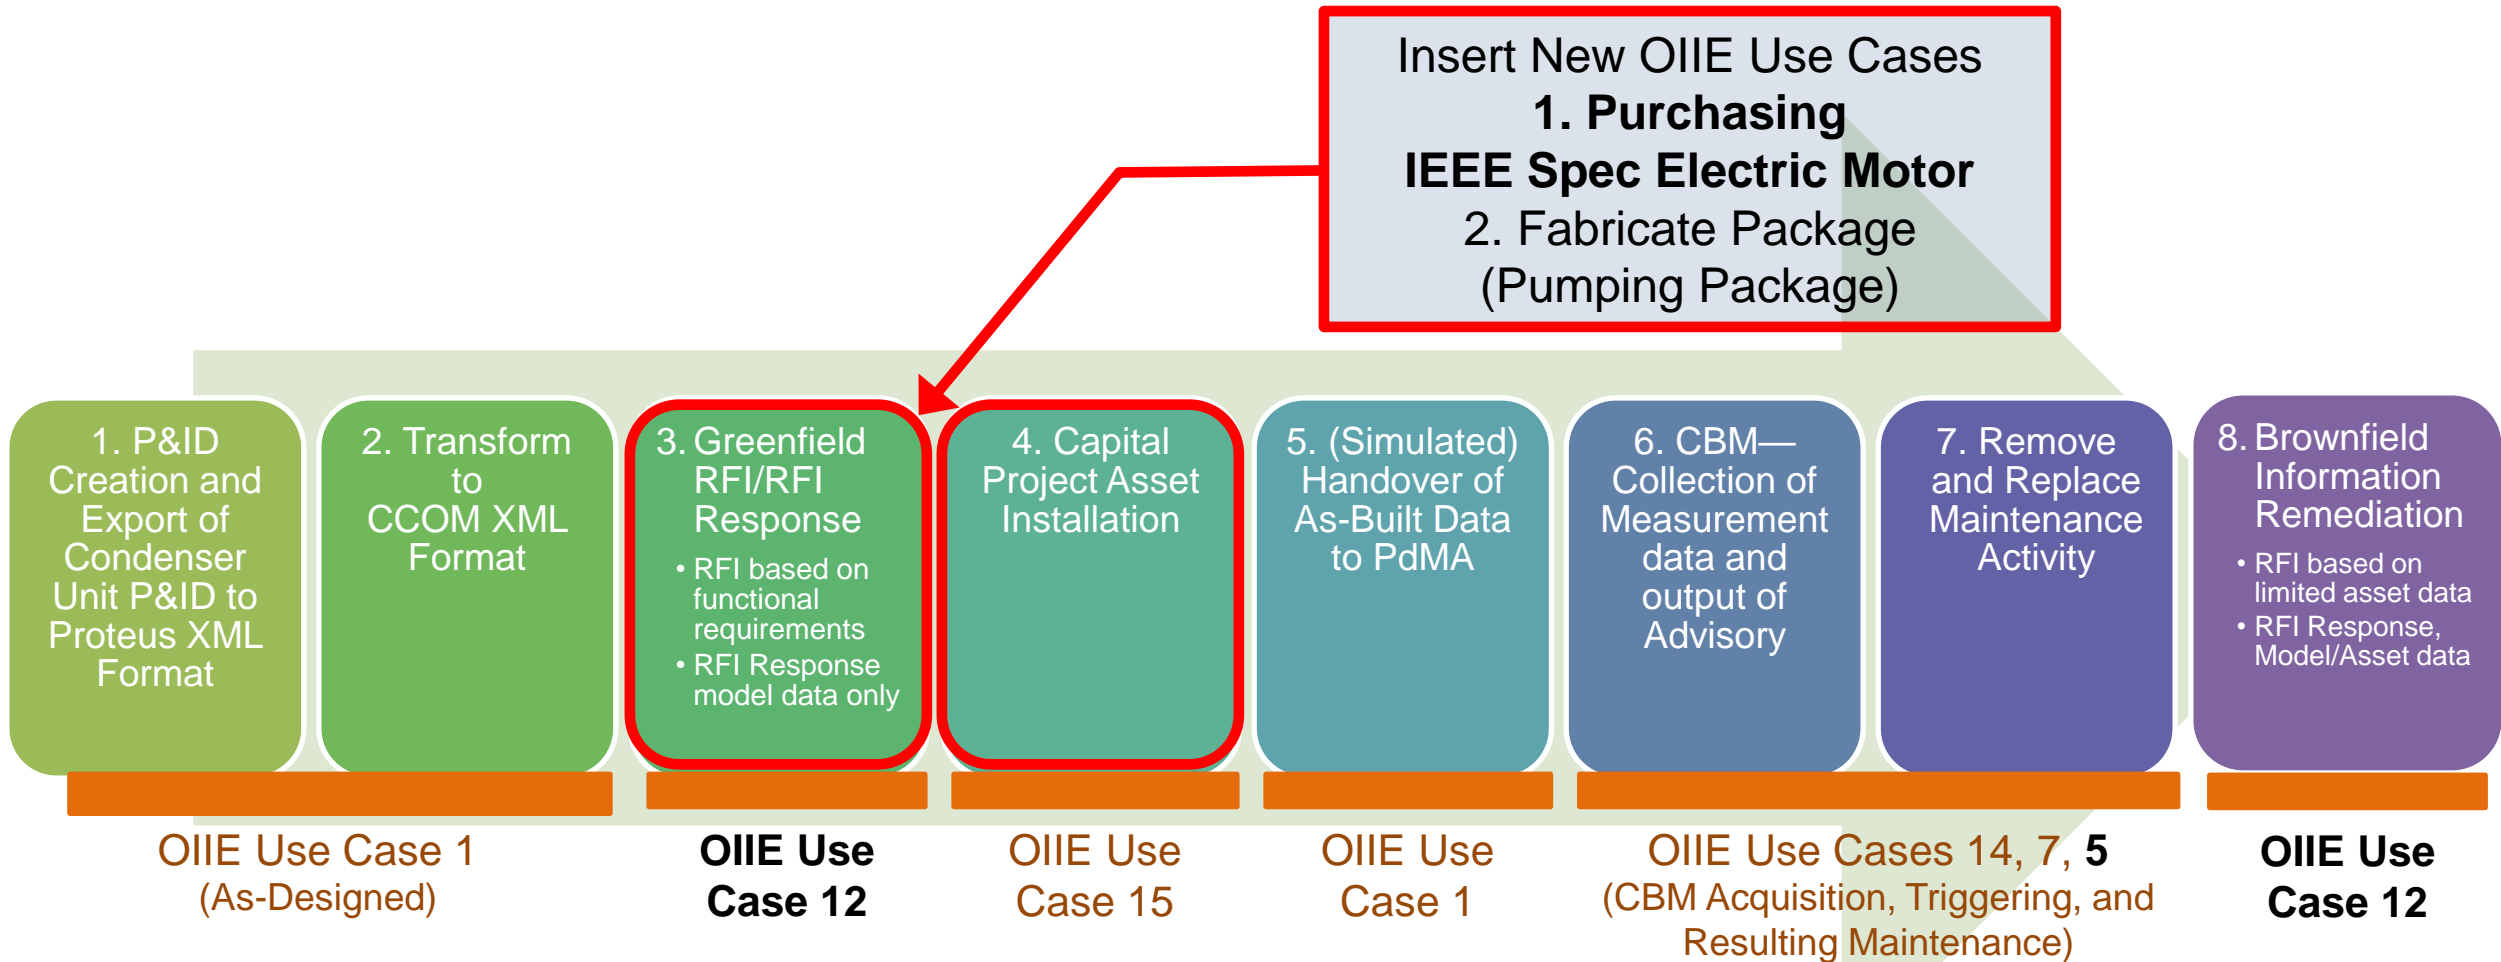 Insert New OIIE Use Cases
1. Purchasing
IEEE Spec Electric Motor
2. Fabricate Package
(Pumping Package)
1. P&ID
Creation and
Export of
Condenser
Unit P&ID to
Proteus XML
Format
2. Transform
to
CCOM XML
Format
3. Greenfield
RFI/RFI
Response
• RFI based on
functional
requirements
• RFI Response
model data only
4. Capital
Project Asset
Installation
5. (Simulated)
Handover of
As-Built Data
to PdMA
6. CBM—
Collection of
Measurement
data and
output of
Advisory
7. Remove
and Replace
Maintenance
Activity
8. Brownfield
Information
Remediation
• RFI based on
limited asset data
• RFI Response,
Model/Asset data
OIIE Use Case 1
(As-Designed)
OIIE Use
Case 12
OIIE Use
Case 15
OIIE Use
Case 1
OIIE Use Cases 14, 7, 5
(CBM Acquisition, Triggering, and
Resulting Maintenance)
OIIE Use
Case 12